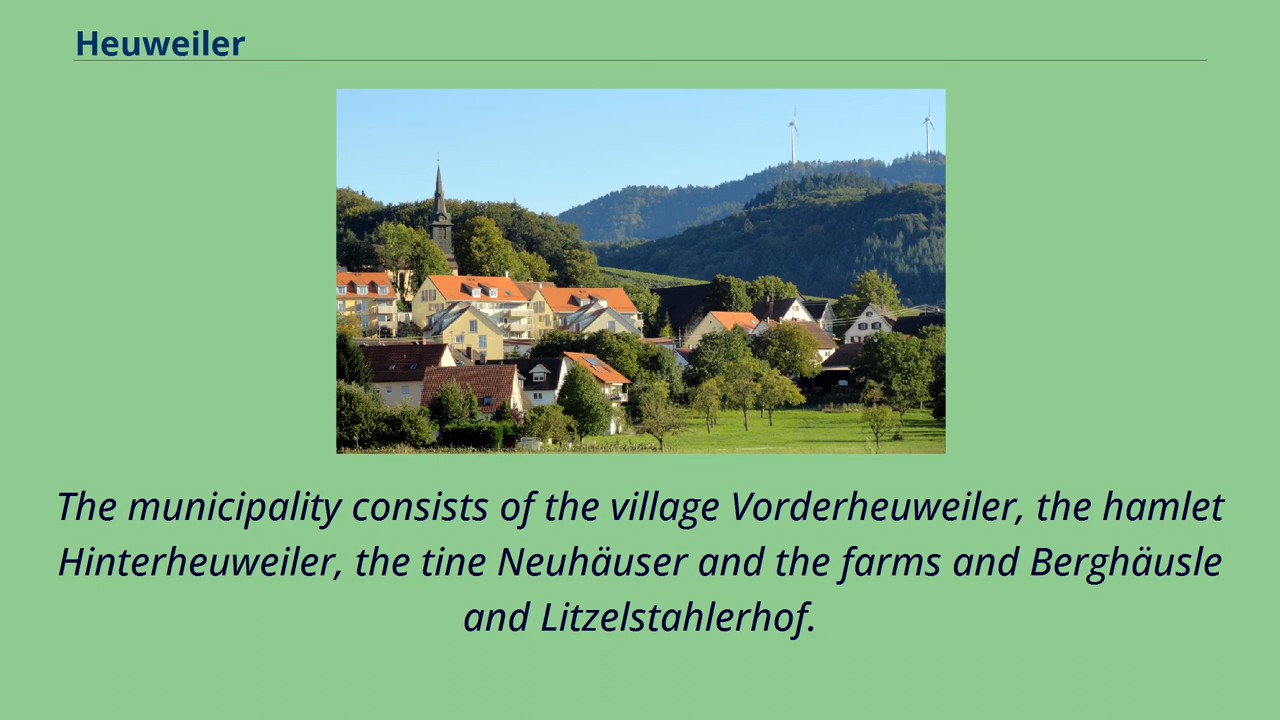 Heuweiler
The municipality consists of the village Vorderheuweiler, the hamlet
Hinterheuweiler, the tine Neuhäuser and the farms and Berghäusle
and Litzelstahlerhof.